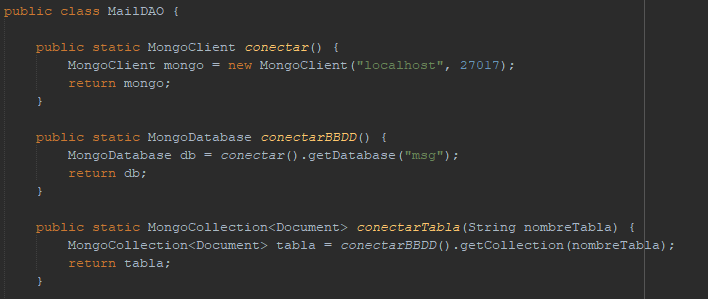 public class MailDAO {
public static MongoClient conectar() {
MongoClient mongo = new MongoClient("localhost", 27017);
return mongo;
}
public static MongoDatabase conectarBBDD() {
MongoDatabase db = conectar().getDatabase("msg");
return db;
}
public static MongoCollection<Document> conectarTabla(String nombreTabla) {
MongoCollection<Document> tabla = conectarBBDD().getCollection(nombreTabla);
return tabla;
}